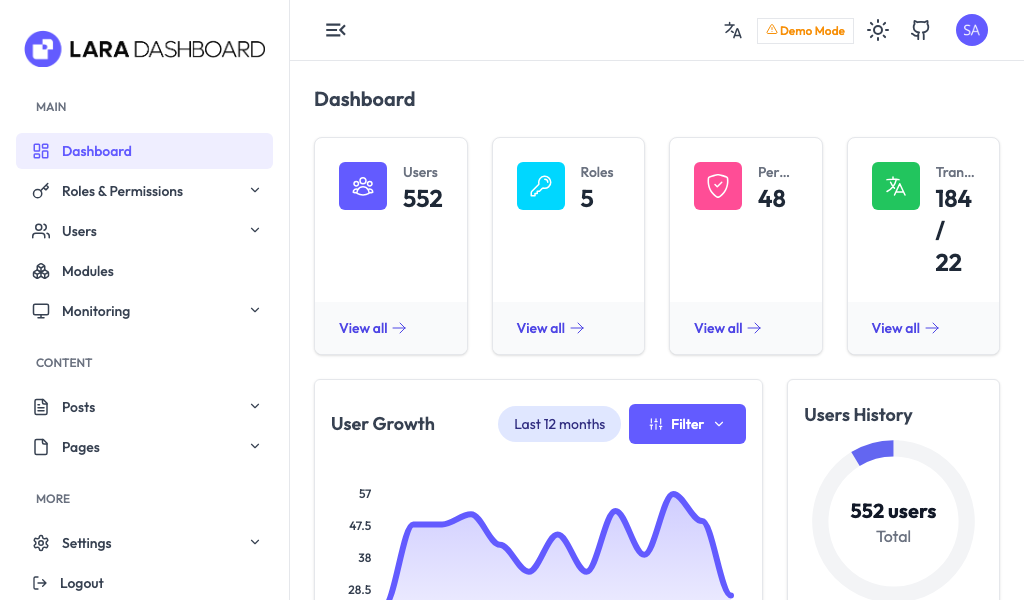 LARA DASHBOARD
Demo Mode
SA
MAIN
Dashboard
Roles & Permissions
Users
Modules
Monitoring
CONTENT
Posts
Pages
MORE
Settings
Logout
Dashboard
Users
552
View all
Roles
5
View all
Per...
48
View all
Tran...
184
/
22
View all
User Growth
Last 12 months
Filter
57
47.5
38
28.5
Users History
552 users
Total